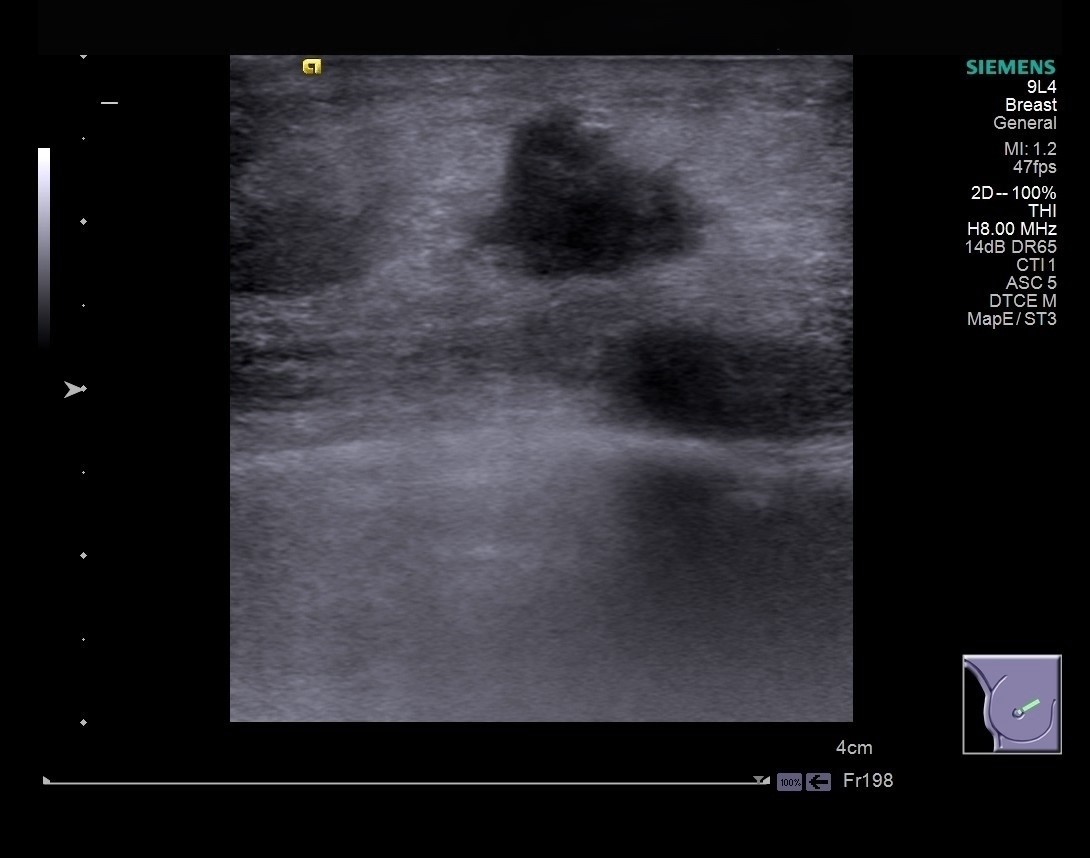 SIEMENS
9L4
Breast
General
MI: 1.2
47fps
2D--100%
THI
H8.00 MHz
14dB DR65
CTI 1
ASC 5
DTCE M
MapE / ST3
4cm
100%
Fr198